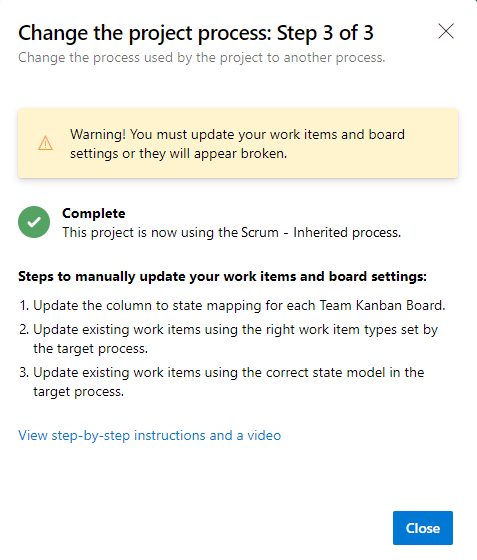 Change the project process: Step 3 of 3
Change the process used by the project to another process.
Warning! You must update your work items and board
settings or they will appear broken.
Complete
This project is now using the Scrum - Inherited process.
Steps to manually update your work items and board settings:
1. Update the column to state mapping for each Team Kanban Board.
2. Update existing work items using the right work item types set by
the target process.
3. Update existing work items using the correct state model in the
target process.
View step-by-step instructions and a video
Close